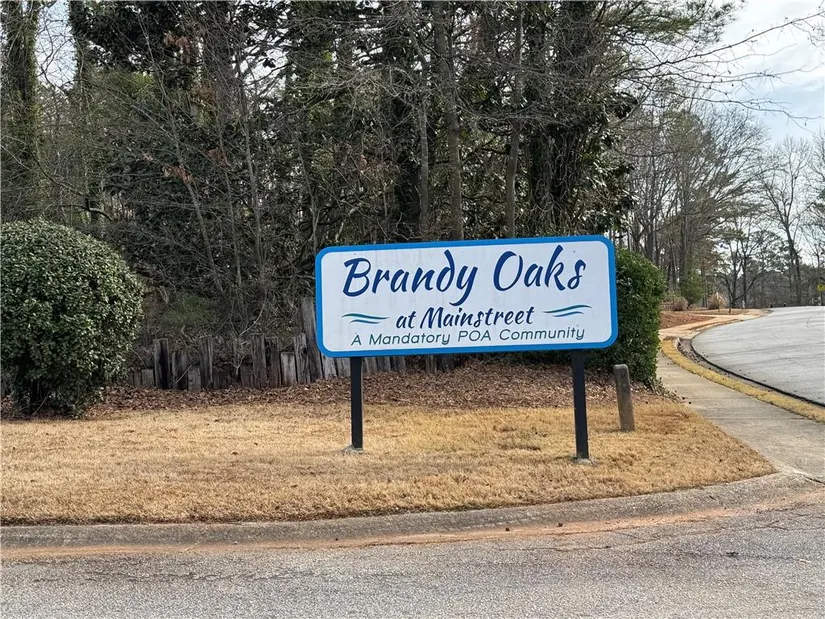 Brandy Oaks
at Mainstreet
A Mandatory POA Community